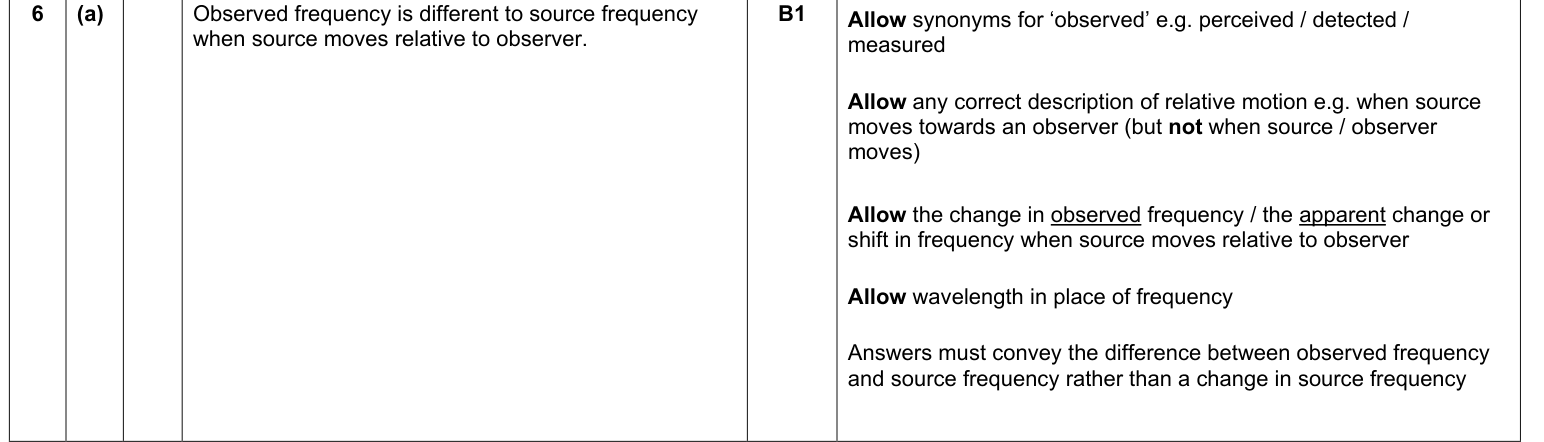 6 (a) Observed frequency is different to source frequency B1 Allow synonyms for ‘observed’ e.g. perceived / detected /
when source moves relative to observer. measured
Allow any correct description of relative motion e.g. when source
moves towards an observer (but not when source / observer
moves)
Allow the change in observed frequency / the apparent change or
shift in frequency when source moves relative to observer
Allow wavelength in place of frequency
Answers must convey the difference between observed frequency
and source frequency rather than a change in source frequency